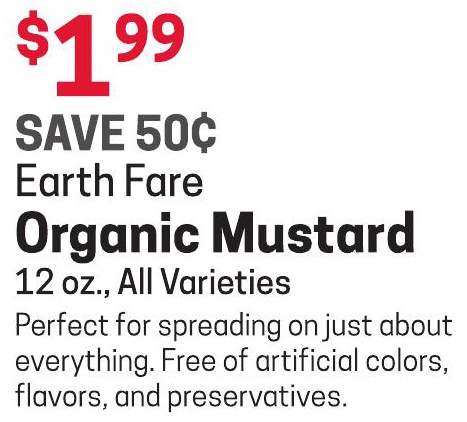 $1.99
SAVE 50¢
Earth Fare
Organic Mustard
12 oz., All Varieties
Perfect for spreading on just about
everything. Free of artificial colors,
flavors, and preservatives.